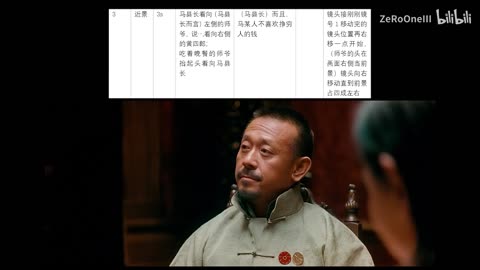 3
近景
3s
马县长看向（马县
长而言）左侧的师
爷，说，看向右侧
的黄四郎；
吃着晚餐的师爷
抬起头看向马县
长
（马县长）而且，
马某人不喜欢挣穷
人的钱
镜头接刚刚镜
号1移动完的
镜头位置再右
移一点开始，
（师爷的头在
画面右侧当前
景）镜头向右
移动直到前景
占四成左右
ZeRoOneIII
bilibili